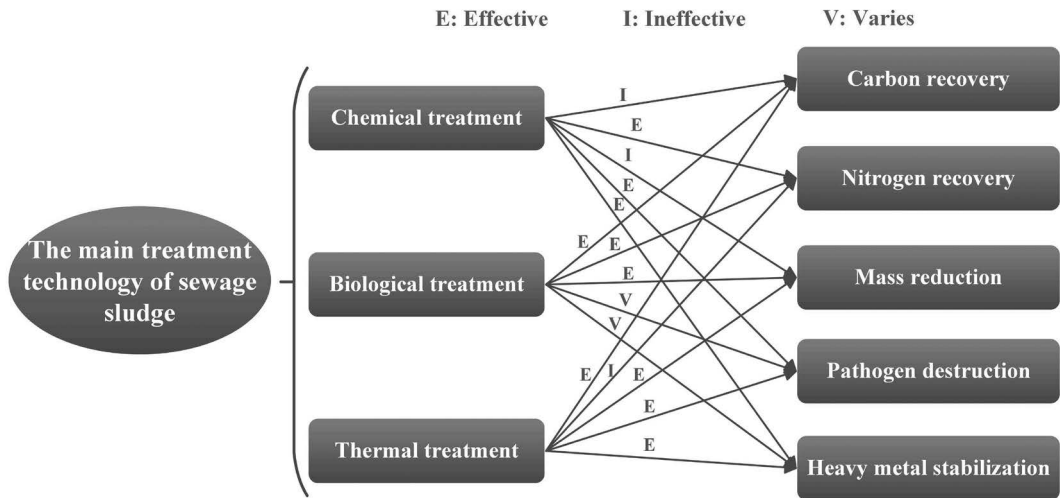 E: Effective
I: Ineffective
V: Varies
The main treatment
technology of sewage
sludge
Chemical treatment
Biological treatment
Thermal treatment
I
E
I
E
E
E
E
E
V
V
E
I
E
E
E
Carbon recovery
Nitrogen recovery
Mass reduction
Pathogen destruction
Heavy metal stabilization